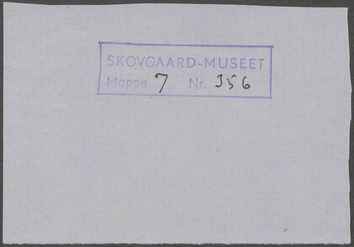 SKOVGAARD-MUSEET
Mappe 7 Nr. 356